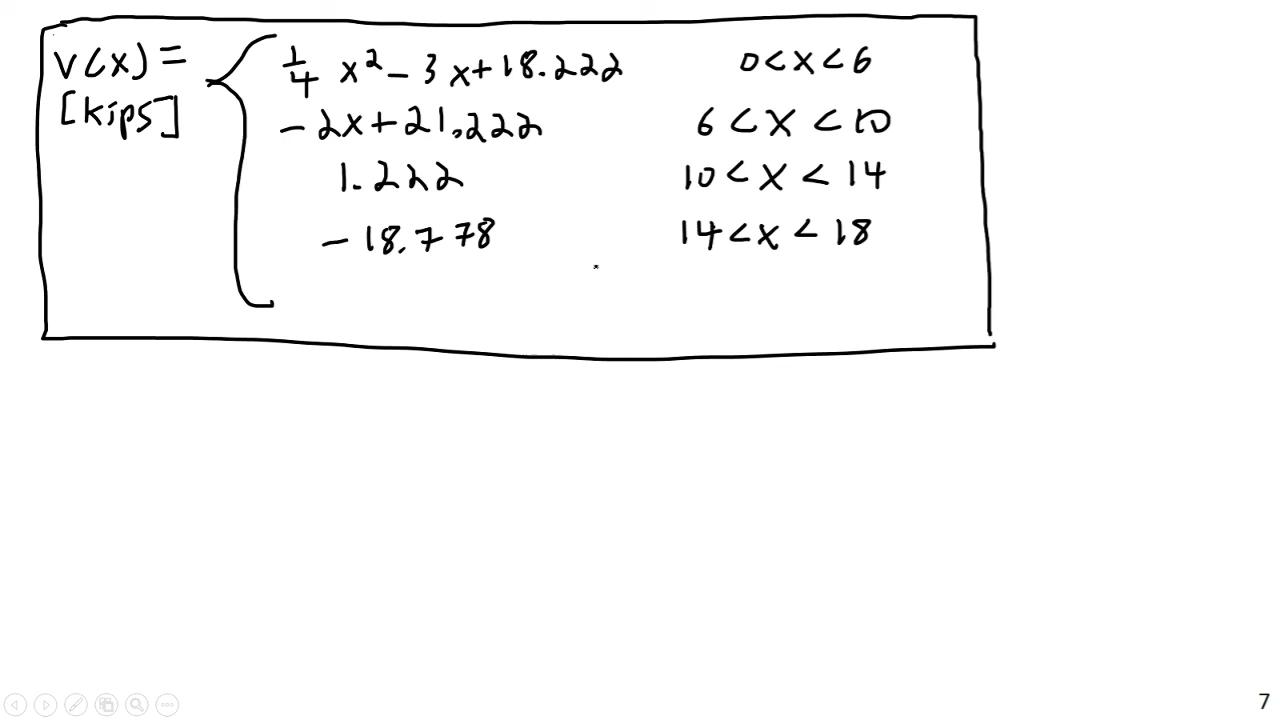 V(x) = 1/4 x² - 3x + 18.222 0 < x < 6
[kips] - 2x + 21.222 6 < x < 10
1.222 10 < x < 14
- 18.778 14 < x < 18
7